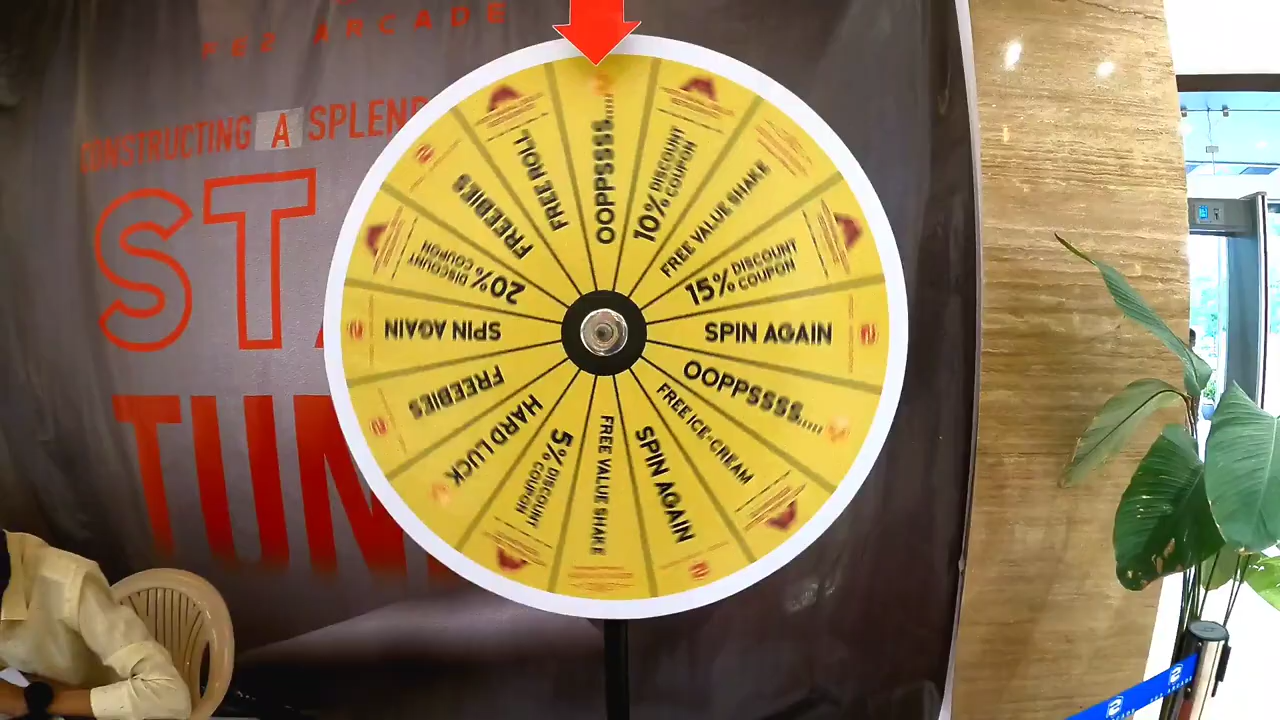 PE2 ARCADE
CONSTRUCTING A SPLEND
ST
TUN
OOPPSSSS.....
10% DISCOUNT
COUPON
FREE VALUE SHAKE
15% DISCOUNT
COUPON
SPIN AGAIN
OOPPSSSS.....
FREE ICE-CREAM
SPIN AGAIN
FREE VALUE SHAKE
5% DISCOUNT
COUPON
HARD LUCK
FREEBIES
SPIN AGAIN
20% DISCOUNT
COUPON
FREEBIES
FREE ROLL